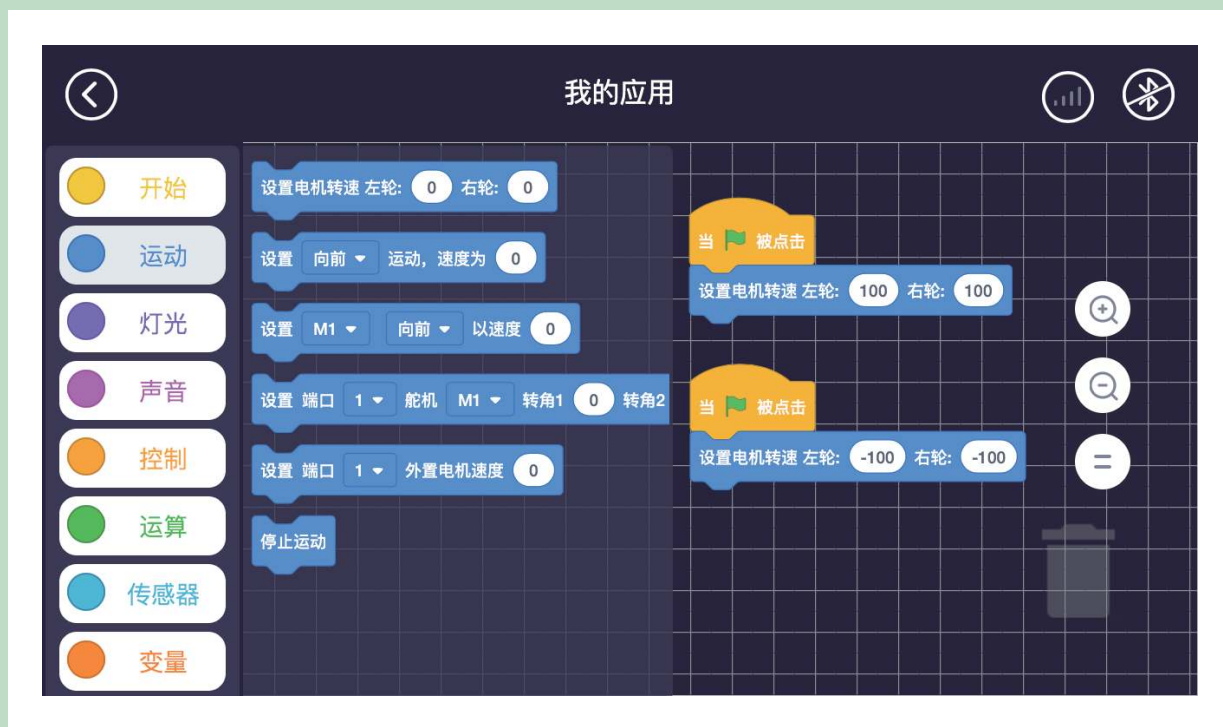 我的应用
开始
运动
灯光
声音
控制
运算
传感器
变量
设置电机转速 左轮: 0 右轮: 0
设置 向前 运动，速度为 0
设置 M1 向前 以速度 0
设置 端口 1 舵机 M1 转角1 0 转角2
设置 端口 1 外置电机速度 0
停止运动
当 被点击
设置电机转速 左轮: 100 右轮: 100
当 被点击
设置电机转速 左轮: -100 右轮: -100